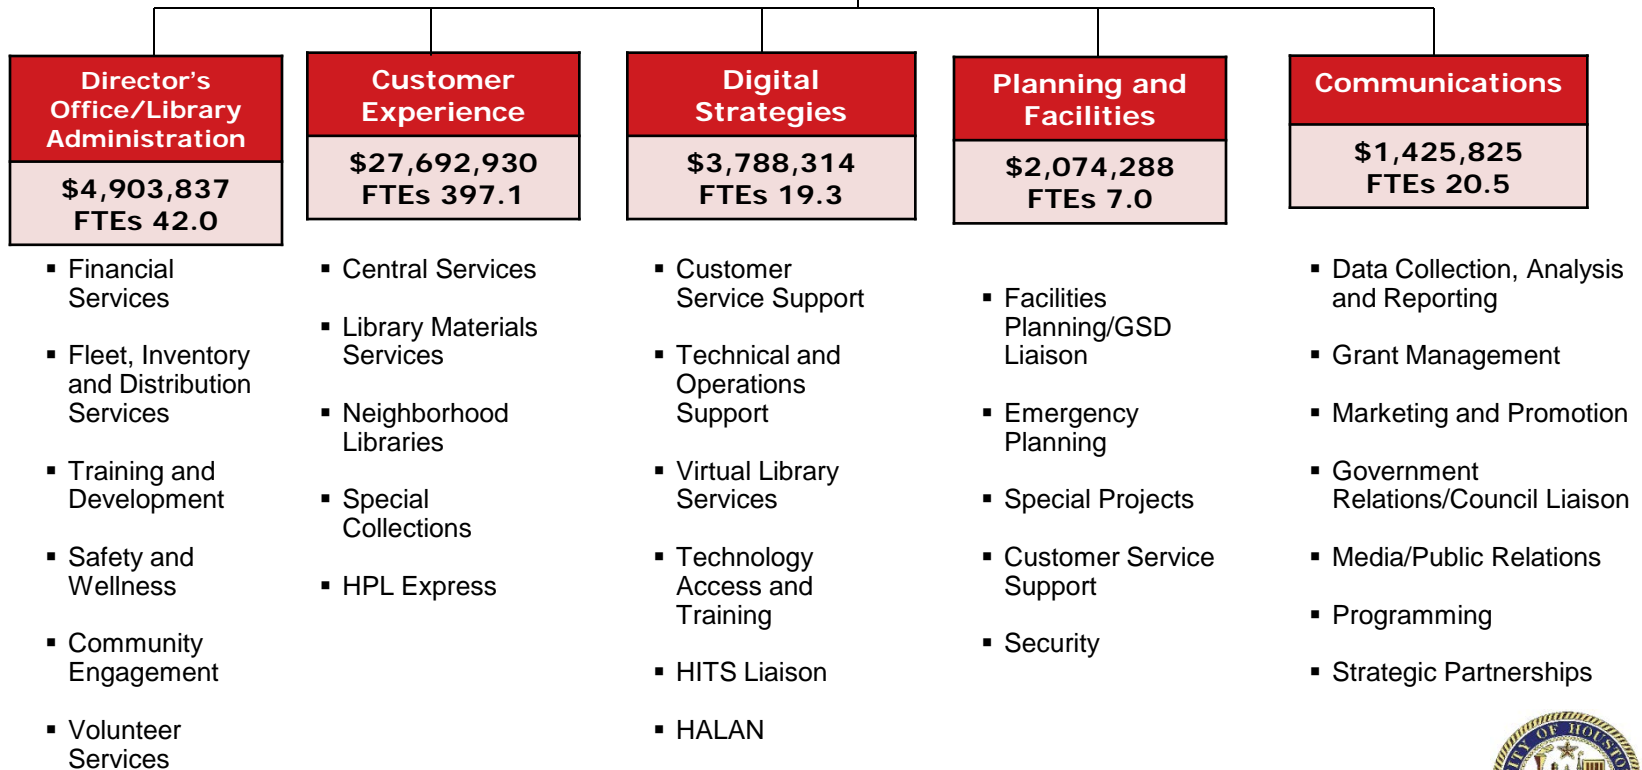 Director's
Office/Library
Administration
$4,903,837
FTEs 42.0
▪ Financial
Services
▪ Fleet, Inventory
and Distribution
Services
▪ Training and
Development
▪ Safety and
Wellness
▪ Community
Engagement
▪ Volunteer
Services
Customer
Experience
$27,692,930
FTEs 397.1
▪ Central Services
▪ Library Materials
Services
▪ Neighborhood
Libraries
▪ Special
Collections
▪ HPL Express
Digital
Strategies
$3,788,314
FTEs 19.3
▪ Customer
Service Support
▪ Technical and
Operations
Support
▪ Virtual Library
Services
▪ Technology
Access and
Training
▪ HITS Liaison
▪ HALAN
Planning and
Facilities
$2,074,288
FTEs 7.0
▪ Facilities
Planning/GSD
Liaison
▪ Emergency
Planning
▪ Special Projects
▪ Customer Service
Support
▪ Security
Communications
$1,425,825
FTEs 20.5
▪ Data Collection, Analysis
and Reporting
▪ Grant Management
▪ Marketing and Promotion
▪ Government
Relations/Council Liaison
▪ Media/Public Relations
▪ Programming
▪ Strategic Partnerships
OF HOUSTO